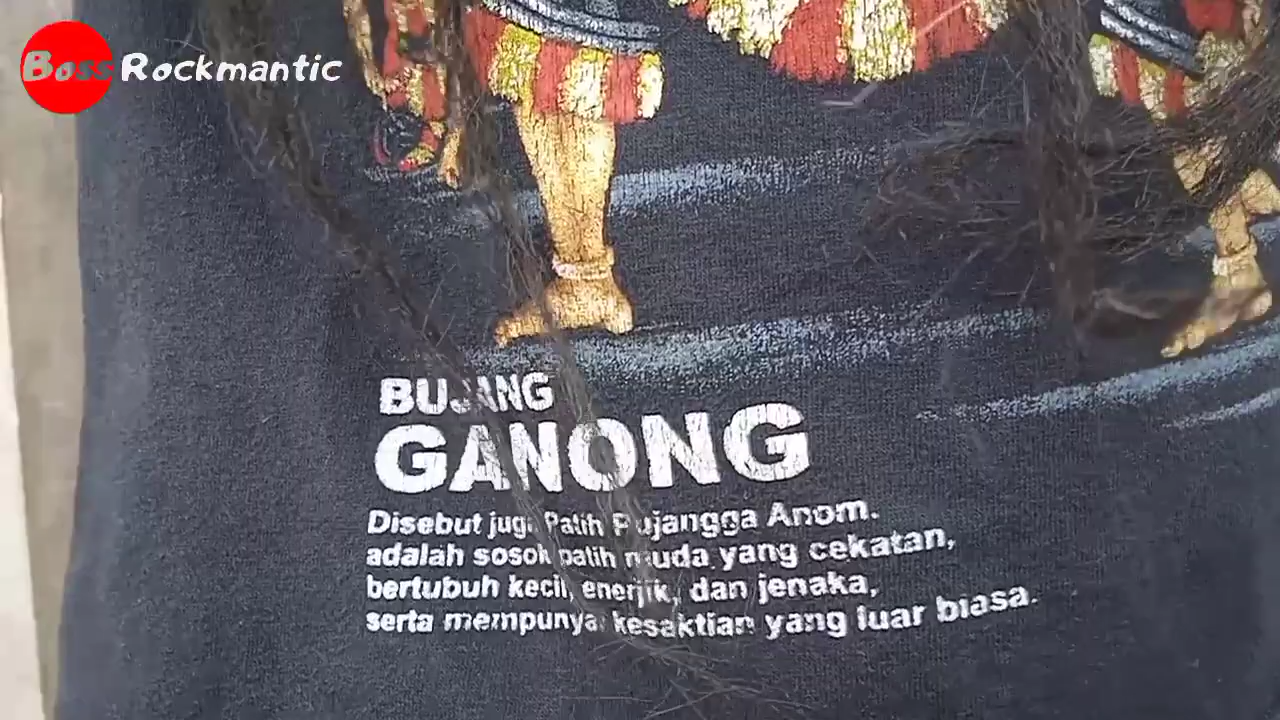 Boss Rockmantic
BUJANG
GANONG
Disebut juga Patih Pujangga Anom.
adalah sosok patih muda yang cekatan,
bertubuh kecil, enerjik, dan jenaka,
serta mempunyai kesaktian yang luar biasa.